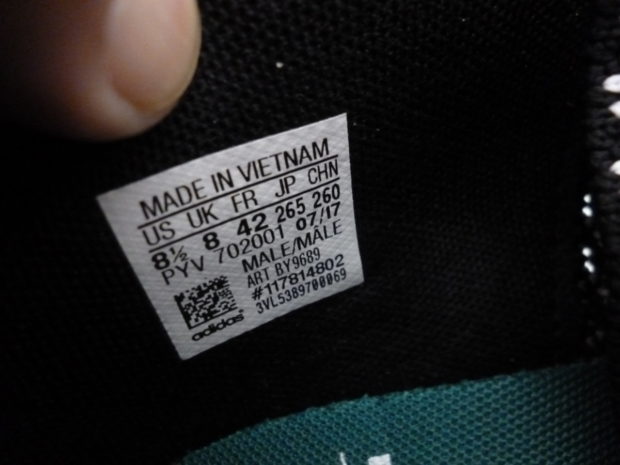 MADE IN VIETNAM
US UK FR JP CHN
8½ 8 42 265 260
PYV 702001 07/17
MALE/MÂLE
ART BY9689
#117814802
3VL5389700069
adidas